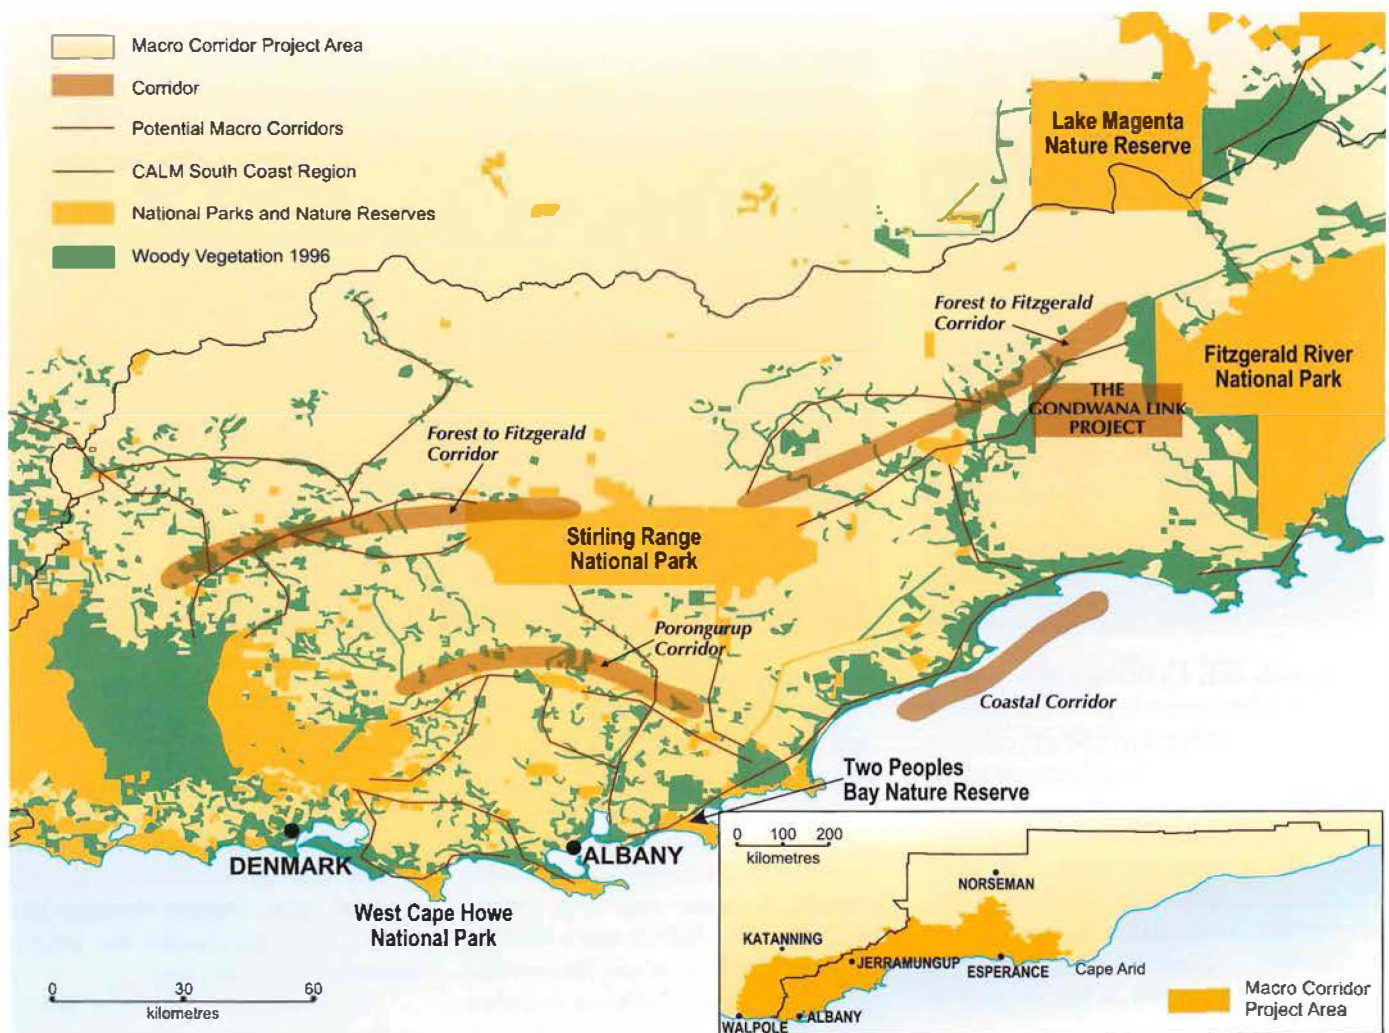 Macro Corridor Project Area
Corridor
Potential Macro Corridors
CALM South Coast Region
National Parks and Nature Reserves
Woody Vegetation 1996
Lake Magenta
Nature Reserve
Forest to Fitzgerald
Corridor
Fitzgerald River
National Park
THE
GONDWANA LINK
PROJECT
Forest to Fitzgerald
Corridor
Stirling Range
National Park
Porongurup
Corridor
Coastal Corridor
Two Peoples
Bay Nature Reserve
DENMARK
ALBANY
West Cape Howe
National Park
0 30 60
kilometres
0 100 200
kilometres
NORSEMAN
KATANNING
JERRAMUNGUP
ESPERANCE
Cape Arid
WALPOLE
ALBANY
Macro Corridor
Project Area